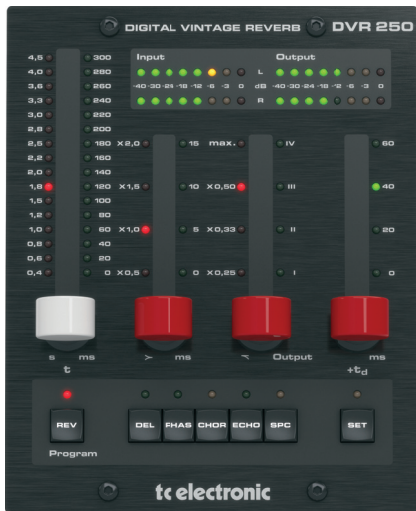 DIGITAL VINTAGE REVERB DVR 250
Input Output
L
-40 -30 -24 -18 -12 -6 -3 0 dB -40 -30 -24 -18 -12 -6 -3 0
R
4,5 300
4,0 280
3,6 260
3,3 240
3,0 220
2,8 200
2,5 180 X2,0 15 max. IV 60
2,2 160
2,0 140
1,8 120 X1,5 10 X0,50 III 40
1,5 100
1,2 80
1,0 60 X1,0 5 X0,33 II 20
0,8 40
0,6 20
0,4 0 X0,5 0 X0,25 I 0
s ms ms Output ms
t +td
REV DEL PHAS CHOR ECHO SPC SET
Program
tc electronic